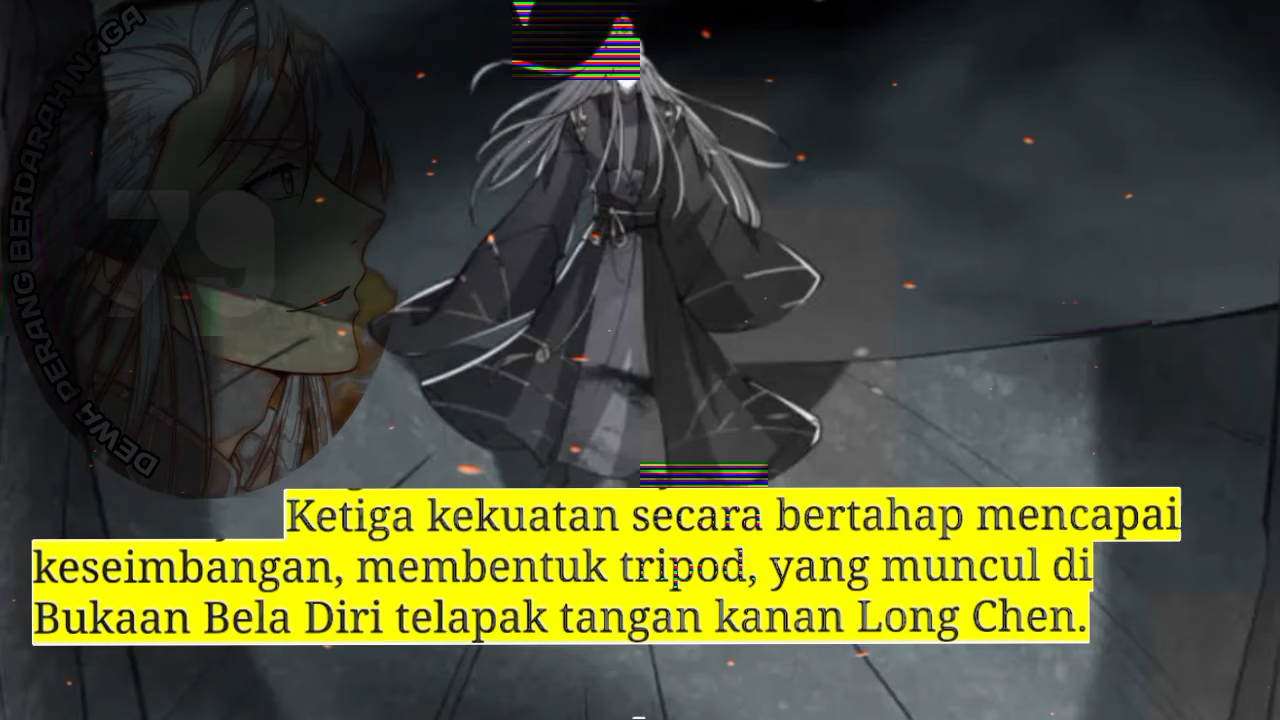 DEWA PERANG BERDARAH NAGA
79
Ketiga kekuatan secara bertahap mencapai
keseimbangan, membentuk tripod, yang muncul di
Bukaan Bela Diri telapak tangan kanan Long Chen.